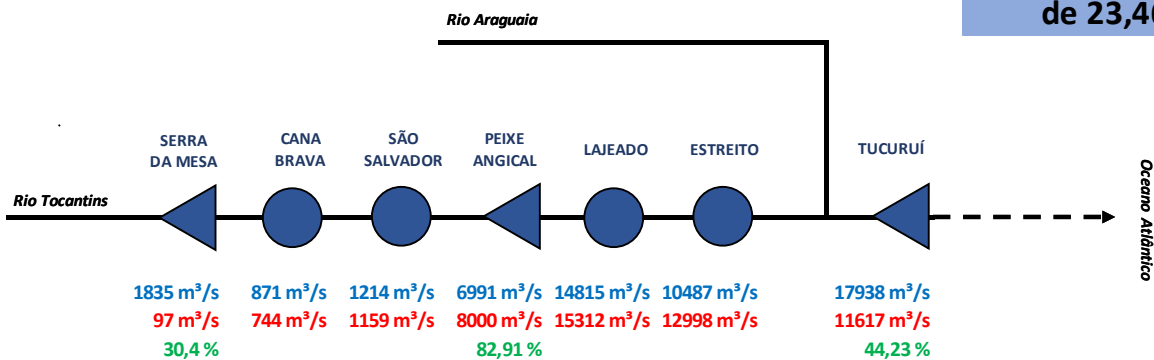 de 23,46
Rio Araguaia
SERRA
DA MESA
CANA
BRAVA
SÃO
SALVADOR
PEIXE
ANGICAL
LAJEADO
ESTREITO
TUCURUÍ
Rio Tocantins
Oceano Atlântico
1835 m³/s 871 m³/s 1214 m³/s 6991 m³/s 14815 m³/s 10487 m³/s 17938 m³/s
97 m³/s 744 m³/s 1159 m³/s 8000 m³/s 15312 m³/s 12998 m³/s 11617 m³/s
30,4 % 82,91 % 44,23 %